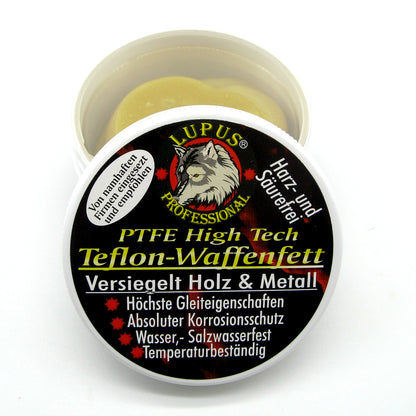 LUPUS®
PROFESSIONAL
Von namhaften
Firmen eingesezt
und empfohlen
Harz- und
Säurefrei
PTFE High Tech
Teflon-Waffenfett
Versiegelt Holz & Metall
Höchste Gleiteigenschaften
Absoluter Korrosionsschutz
Wasser,- Salzwasserfest
Temperaturbeständig